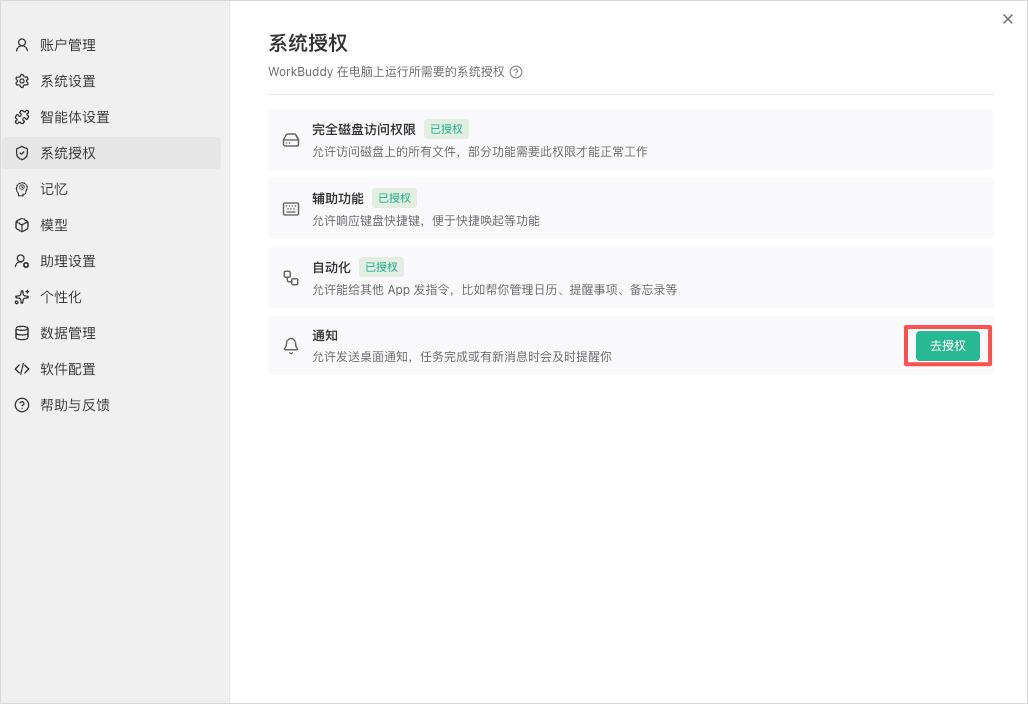 账户管理
系统设置
智能体设置
系统授权
记忆
模型
助理设置
个性化
数据管理
软件配置
帮助与反馈
系统授权
WorkBuddy 在电脑上运行所需要的系统授权
完全磁盘访问权限 已授权
允许访问磁盘上的所有文件，部分功能需要此权限才能正常工作
辅助功能 已授权
允许响应键盘快捷键，便于快捷唤起等功能
自动化 已授权
允许能给其他 App 发指令，比如帮你管理日历、提醒事项、备忘录等
通知
允许发送桌面通知，任务完成或有新消息时会及时提醒你
去授权